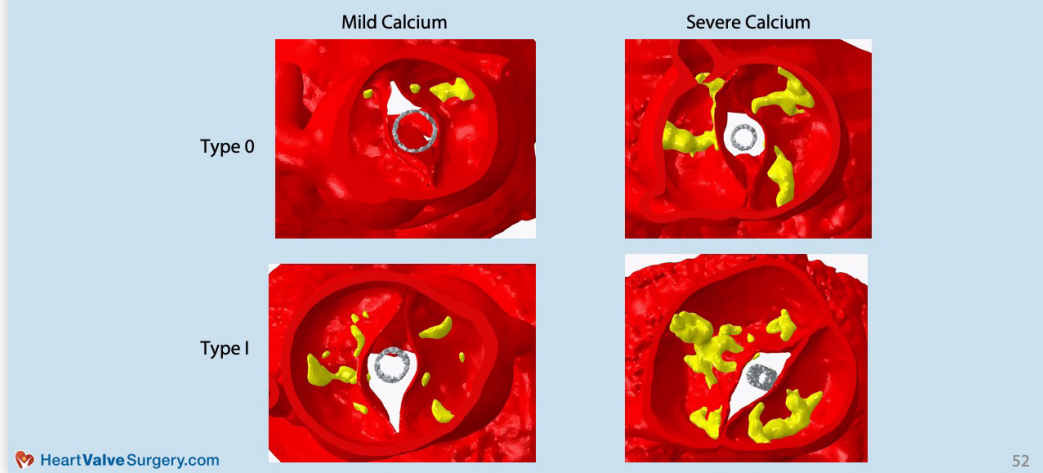 Mild Calcium
Severe Calcium
Type 0
Type I
HeartValveSurgery.com
52